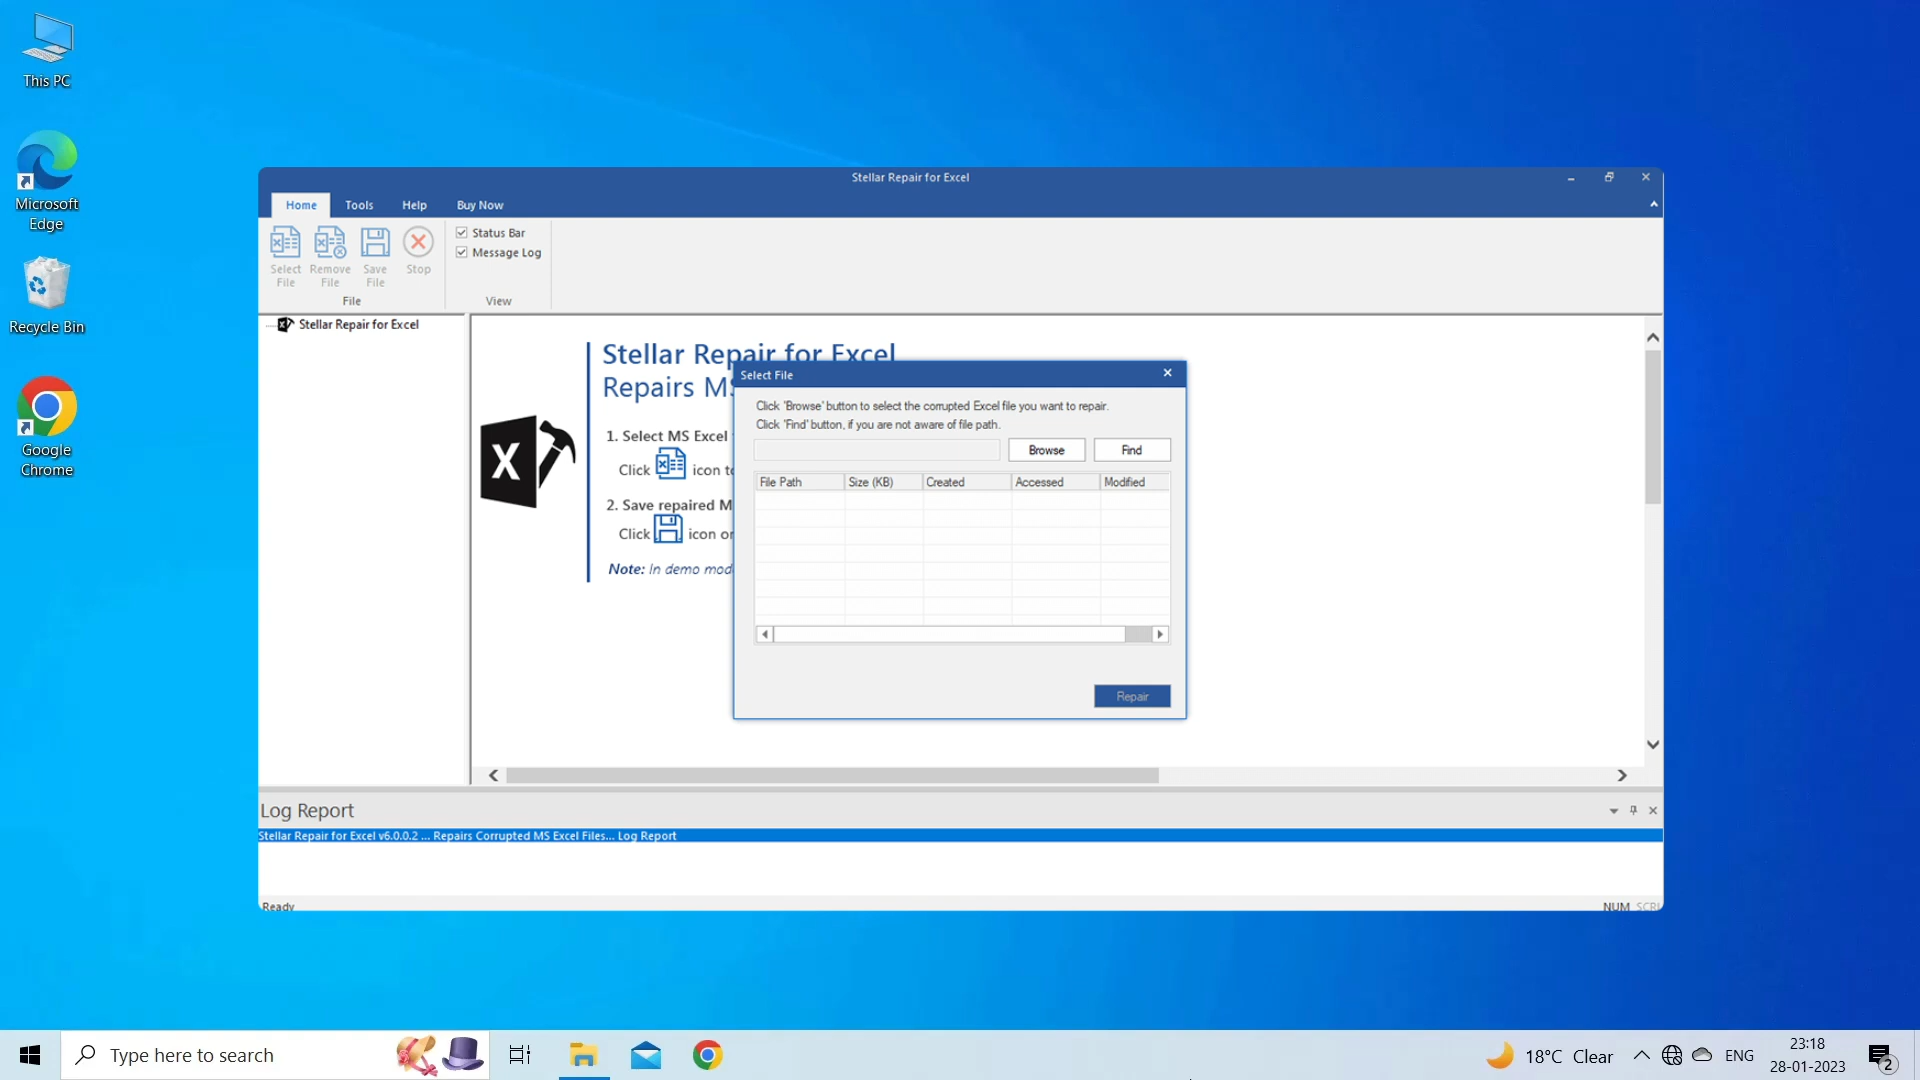 This PC
Microsoft
Edge
Recycle Bin
Google
Chrome
Stellar Repair for Excel
Home Tools Help Buy Now
Select
File
Remove
File
Save
File
Stop
File
Status Bar
Message Log
View
Stellar Repair for Excel
Stellar Repair for Excel
Repairs MS
1. Select MS Excel
Click icon to
2. Save repaired M
Click icon or
Note: In demo mod
Select File
Click 'Browse' button to select the corrupted Excel file you want to repair.
Click 'Find' button, if you are not aware of file path.
Browse Find
File Path Size (KB) Created Accessed Modified
Repair
Log Report
Stellar Repair for Excel v6.0.0.2 ... Repairs Corrupted MS Excel Files... Log Report
Ready
NUM SCRL
Type here to search
18°C Clear
ENG
23:18
28-01-2023
2